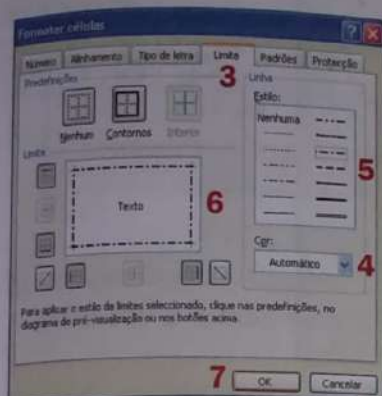 Formatar células
Número Alinhamento Tipo de letra Limite Padrões Protecção
3
Predefinições
Nenhum Contornos Interior
Limite
Texto
6
Linha
Estilo:
Nenhuma
5
Cor:
Automático
4
Para aplicar o estilo de limites seleccionado, clique nas predefinições, no
diagrama de pré-visualização ou nos botões acima.
7
OK Cancelar